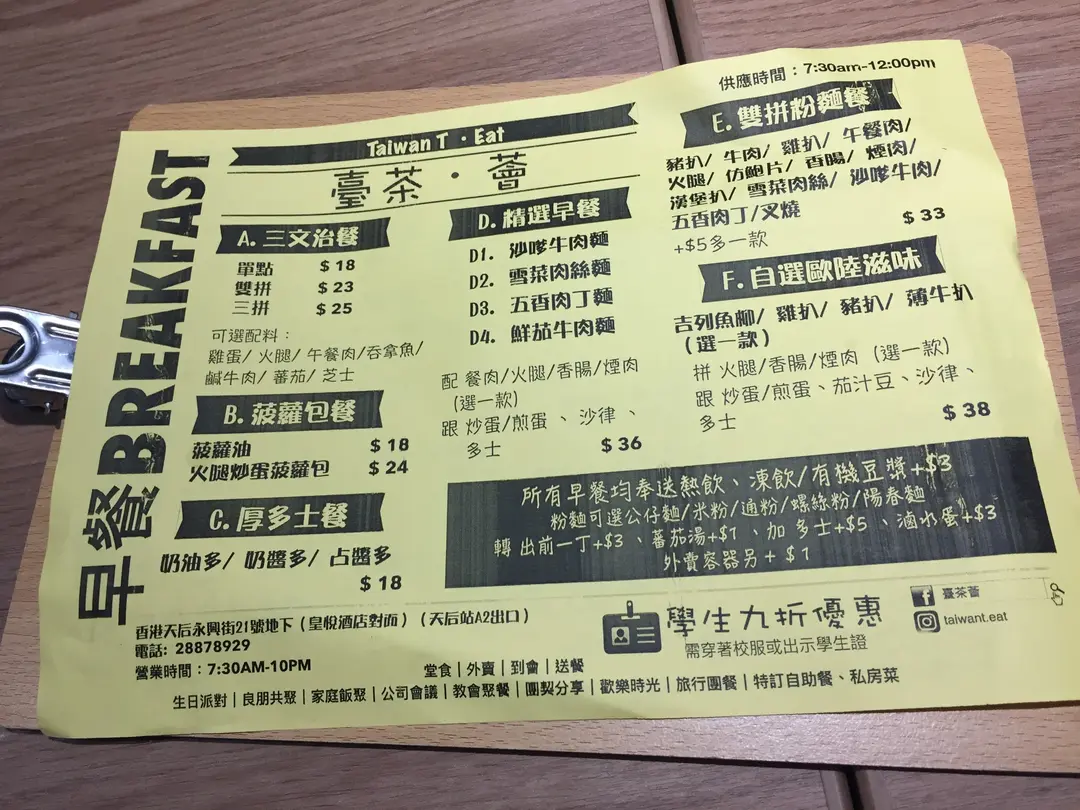 早餐BREAKFAST
Taiwan T · Eat
臺茶·薈
A. 三文治餐
單點 $18
雙拼 $23
三拼 $25
可選配料：
雞蛋/ 火腿/ 午餐肉/吞拿魚/
鹹牛肉/ 蕃茄/ 芝士
B. 菠蘿包餐
菠蘿油 $18
火腿炒蛋菠蘿包 $24
C. 厚多士餐
奶油多/ 奶醬多/ 占醬多
$18
D. 精選早餐
D1. 沙嗲牛肉麵
D2. 雪菜肉絲麵
D3. 五香肉丁麵
D4. 鮮茄牛肉麵
配 餐肉/火腿/香腸/煙肉
（選一款）
跟 炒蛋/煎蛋 、 沙律 、
多士 $36
供應時間：7:30am-12:00pm
E. 雙拼粉麵餐
豬扒/ 牛肉/ 雞扒/ 午餐肉/
火腿/ 仿鮑片/ 香腸/ 煙肉/
漢堡扒/ 雪菜肉絲/ 沙嗲牛肉/
五香肉丁/叉燒 $33
+$5多一款
F. 自選歐陸滋味
吉列魚柳/ 雞扒/ 豬扒/ 薄牛扒
（選一款）
拼 火腿/香腸/煙肉 （選一款）
跟 炒蛋/煎蛋、茄汁豆、沙律、
多士 $38
所有早餐均奉送熱飲、凍飲/有機豆漿+$3
粉麵可選公仔麵/米粉/通粉/螺絲粉/陽春麵
轉 出前一丁+$3 、蕃茄湯+$1 、加 多士+$5 、滷水蛋+$3
外賣容器另 + $1
香港天后永興街21號地下（皇悅酒店對面）（天后站A2出口）
電話: 28878929
營業時間：7:30AM-10PM
學生九折優惠
需穿著校服或出示學生證
臺茶薈
taiwant.eat
堂食 | 外賣 | 到會 | 送餐
生日派對 | 良朋共聚 | 家庭飯聚 | 公司會議 | 教會聚餐 | 團契分享 | 歡樂時光 | 旅行團餐 | 特訂自助餐、私房菜